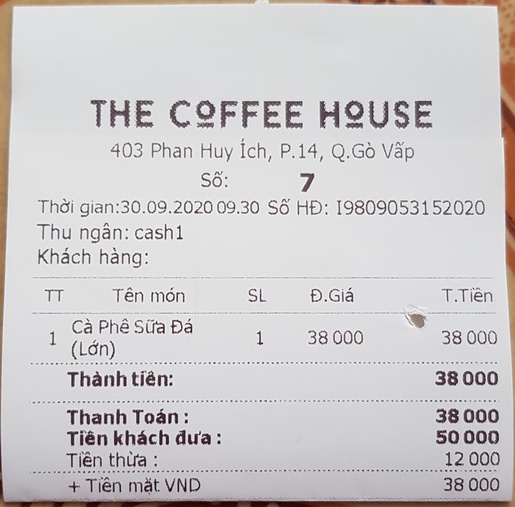 THE COFFEE HOUSE
403 Phan Huy Ích, P.14, Q.Gò Vấp
Số: 7
Thời gian:30.09.2020 09.30 Số HĐ: I9809053152020
Thu ngân: cash1
Khách hàng:
TT Tên món SL Đ.Giá T.Tiền
1 Cà Phê Sữa Đá 1 38 000 38 000
(Lớn)
Thành tiền: 38 000
Thanh Toán : 38 000
Tiền khách đưa : 50 000
Tiền thừa : 12 000
+ Tiền mặt VND 38 000